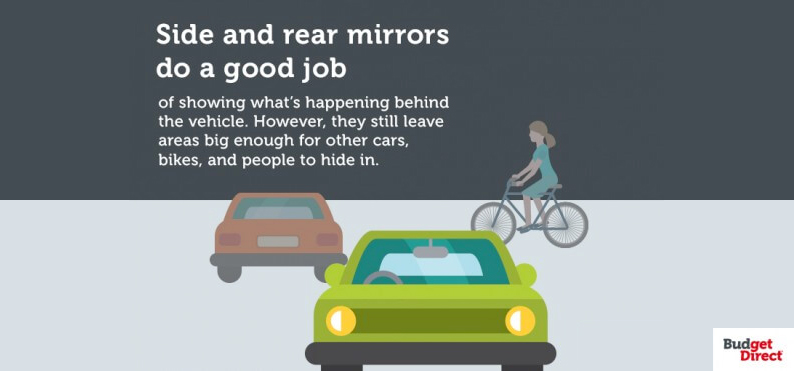 Side and rear mirrors
do a good job
of showing what's happening behind
the vehicle. However, they still leave
areas big enough for other cars,
bikes, and people to hide in.
Budget
Direct